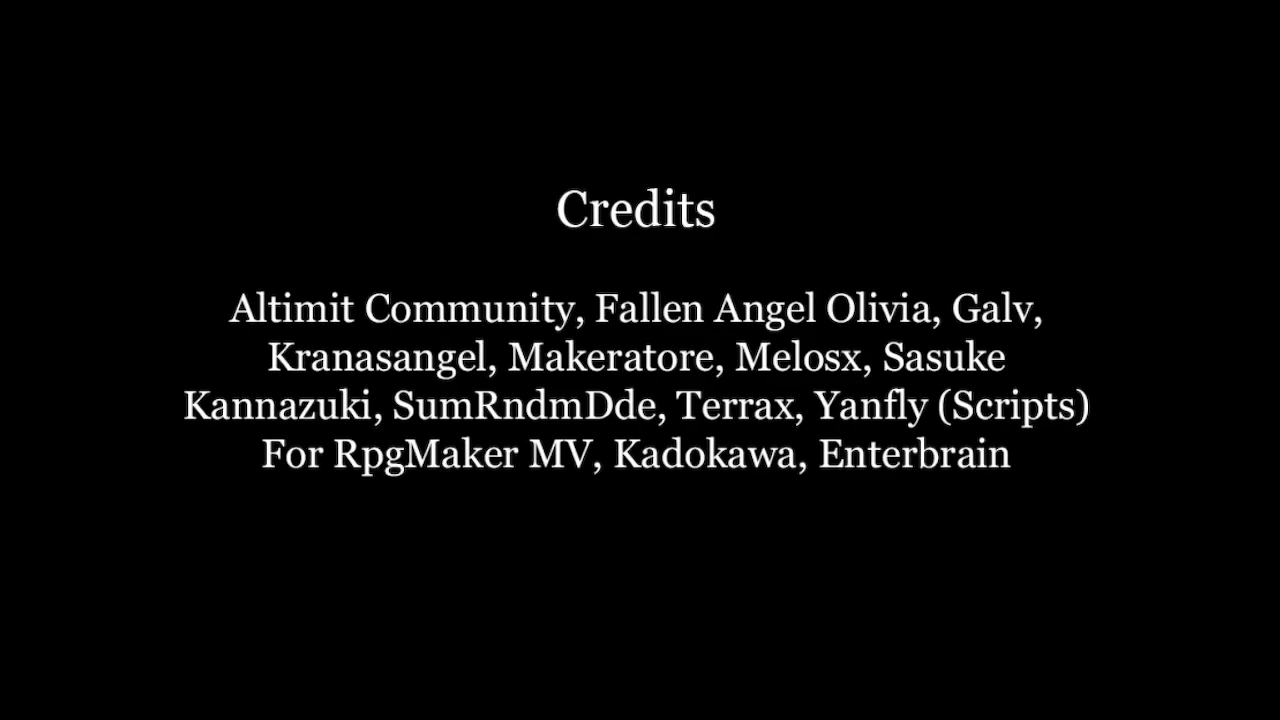 Credits
Altimit Community, Fallen Angel Olivia, Galv,
Kranasangel, Makeratore, Melosx, Sasuke
Kannazuki, SumRndmDde, Terrax, Yanfly (Scripts)
For RpgMaker MV, Kadokawa, Enterbrain